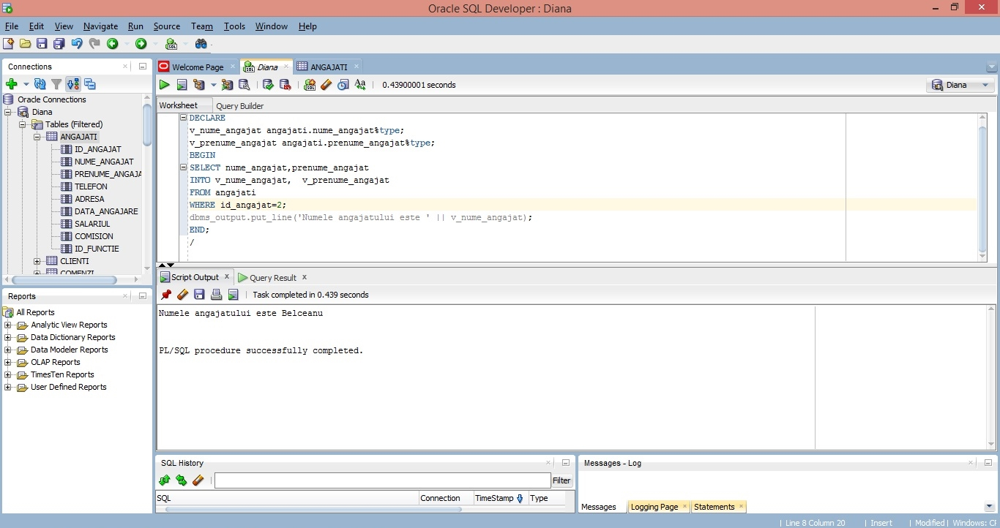 Oracle SQL Developer : Diana
File Edit View Navigate Run Source Team Tools Window Help
Connections
Oracle Connections
Diana
Tables (Filtered)
ANGAJATI
ID_ANGAJAT
NUME_ANGAJAT
PRENUME_ANGAJA
TELEFON
ADRESA
DATA_ANGAJARE
SALARIUL
COMISION
ID_FUNCTIE
CLIENTI
COMENZI
Reports
All Reports
Analytic View Reports
Data Dictionary Reports
Data Modeler Reports
OLAP Reports
TimesTen Reports
User Defined Reports
Welcome Page Diana ANGAJATI
0.43900001 seconds
Diana
Worksheet Query Builder
DECLARE
v_nume_angajat angajati.nume_angajat%type;
v_prenume_angajat angajati.prenume_angajat%type;
BEGIN
SELECT nume_angajat,prenume_angajat
INTO v_nume_angajat, v_prenume_angajat
FROM angajati
WHERE id_angajat=2;
dbms_output.put_line('Numele angajatului este ' || v_nume_angajat);
END;
/
Script Output Query Result
Task completed in 0.439 seconds
Numele angajatului este Belceanu
PL/SQL procedure successfully completed.
SQL History
Filter
SQL Connection TimeStamp Type
Messages - Log
Messages Logging Page Statements
Line 8 Column 20 | Insert | Modified | Windows: CF